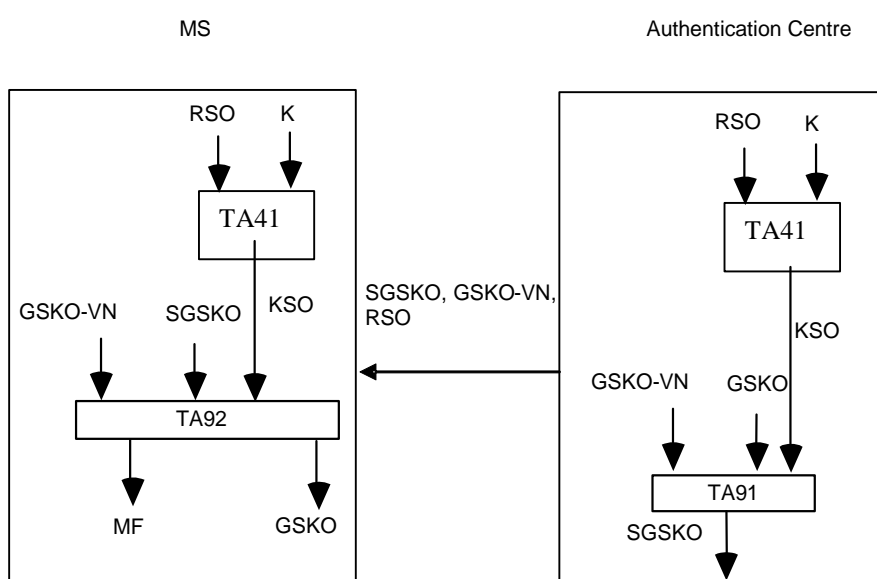 MS
Authentication Centre
RSO K
TA41
GSKO-VN SGSKO KSO
TA92
MF GSKO
SGSKO, GSKO-VN,
RSO
RSO K
TA41
KSO
GSKO-VN GSKO
TA91
SGSKO